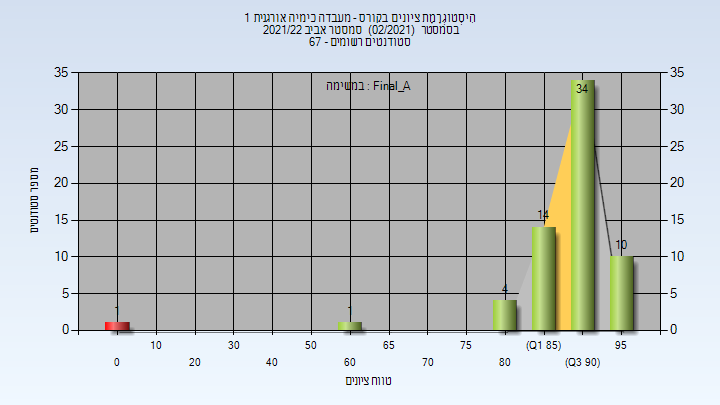 היסטוגרמת ציונים בקורס - מעבדה כימיה אורגנית 1
בסמסטר (02/2021) סמסטר אביב 2021/22
סטודנטים רשומים - 67
במשימה : Final_A
מספר סטודנטים
35 35
30 30
25 25
20 20
15 15
10 10
5 5
0 0
1 1 4 14 34 10
10 30 50 65 75 (Q1 85) 95
0 20 40 60 70 80 (Q3 90)
טווח ציונים